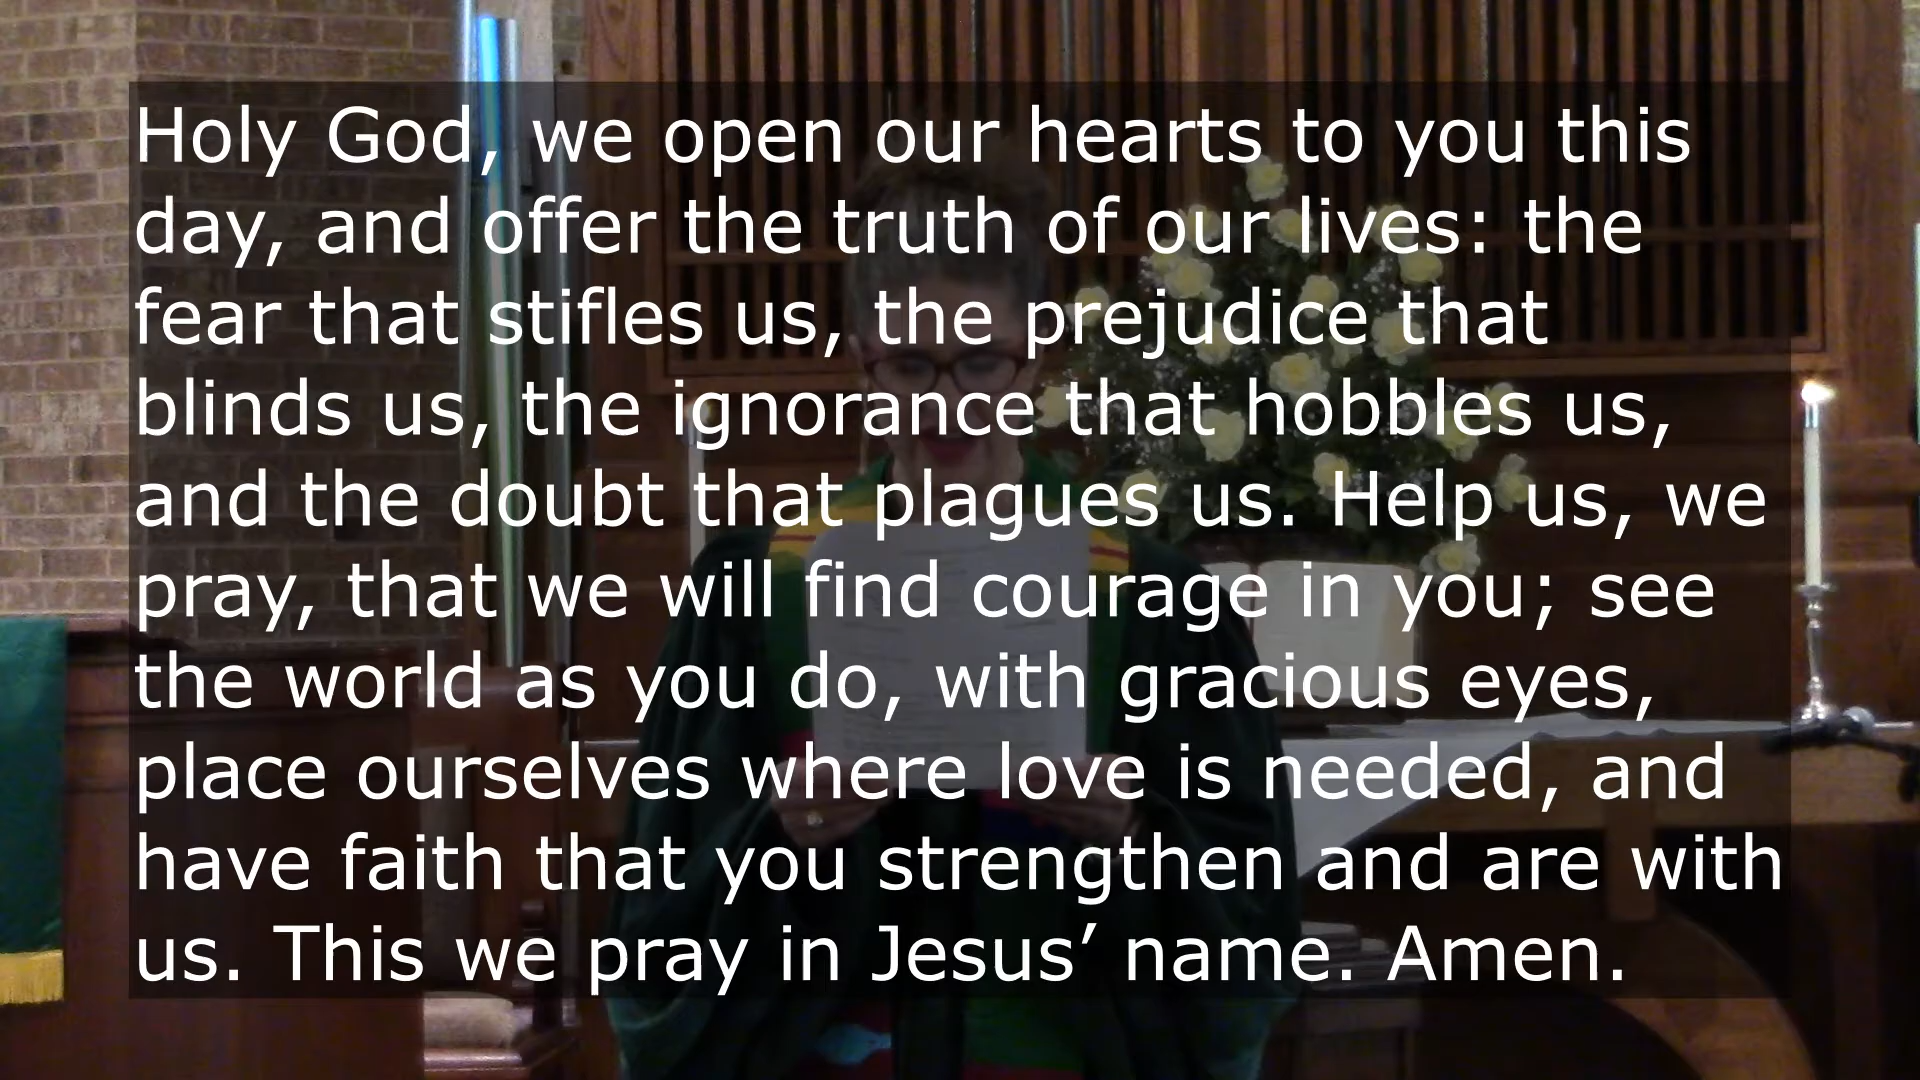 Holy God, we open our hearts to you this
day, and offer the truth of our lives: the
fear that stifles us, the prejudice that
blinds us, the ignorance that hobbles us,
and the doubt that plagues us. Help us, we
pray, that we will find courage in you; see
the world as you do, with gracious eyes,
place ourselves where love is needed, and
have faith that you strengthen and are with
us. This we pray in Jesus’ name. Amen.